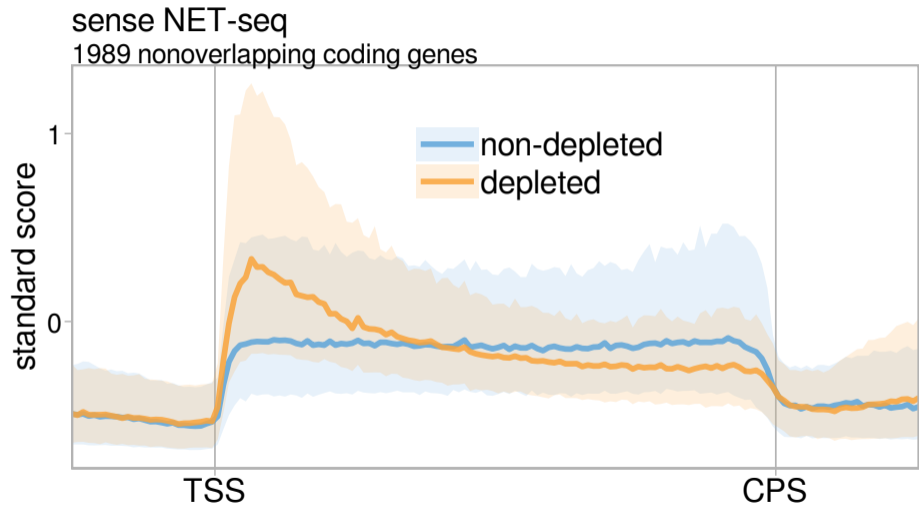 sense NET-seq
1989 nonoverlapping coding genes
1
non-depleted
depleted
standard score
0
TSS
CPS